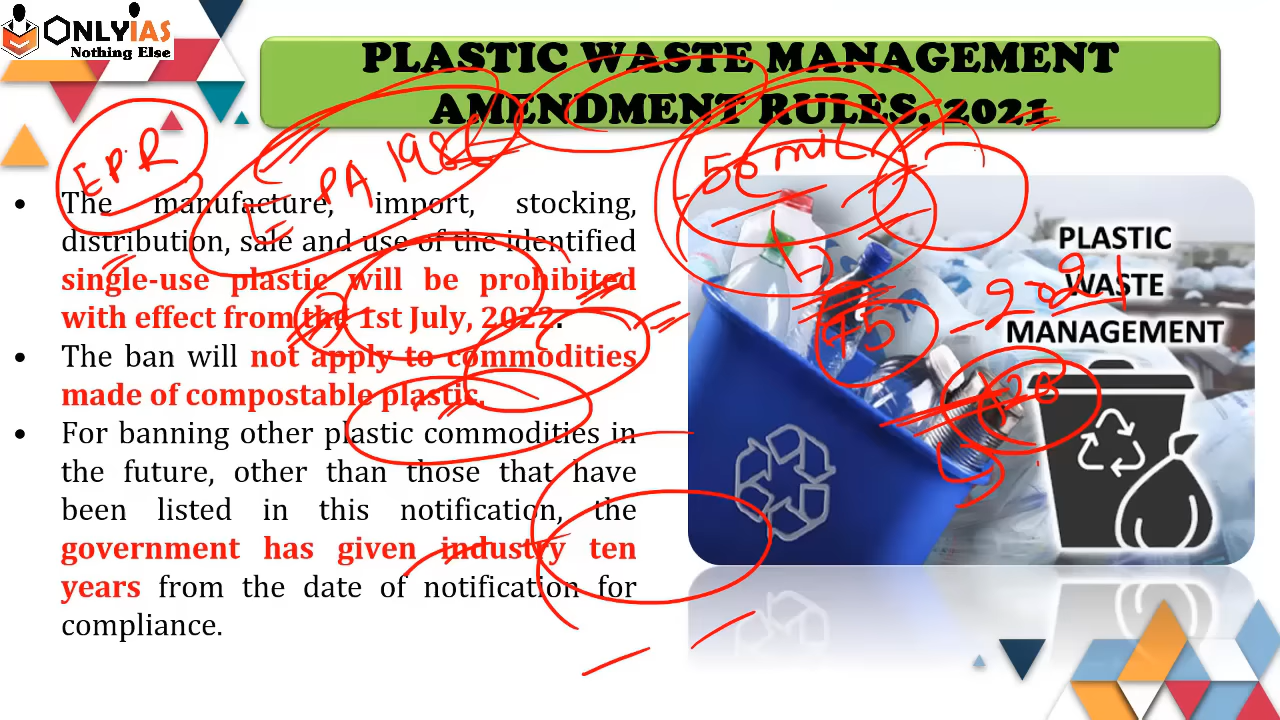 ONLYIAS
Nothing Else
PLASTIC WASTE MANAGEMENT
AMENDMENT RULES, 2021
EPR
EPA 1986
50 mic
75
- 2021
• The manufacture, import, stocking,
distribution, sale and use of the identified
single-use plastic will be prohibited
with effect from the 1st July, 2022.
• The ban will not apply to commodities
made of compostable plastic.
• For banning other plastic commodities in
the future, other than those that have
been listed in this notification, the
government has given industry ten
years from the date of notification for
compliance.
PLASTIC
WASTE
MANAGEMENT